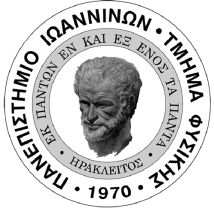 ΠΑΝΕΠΙΣΤΗΜΙΟ ΙΩΑΝΝΙΝΩΝ • ΤΜΗΜΑ ΦΥΣΙΚΗΣ
• 1970 •
ΕΚ ΠΑΝΤΩΝ ΕΝ ΚΑΙ ΕΞ ΕΝΟΣ ΤΑ ΠΑΝΤΑ
• ΗΡΑΚΛΕΙΤΟΣ •